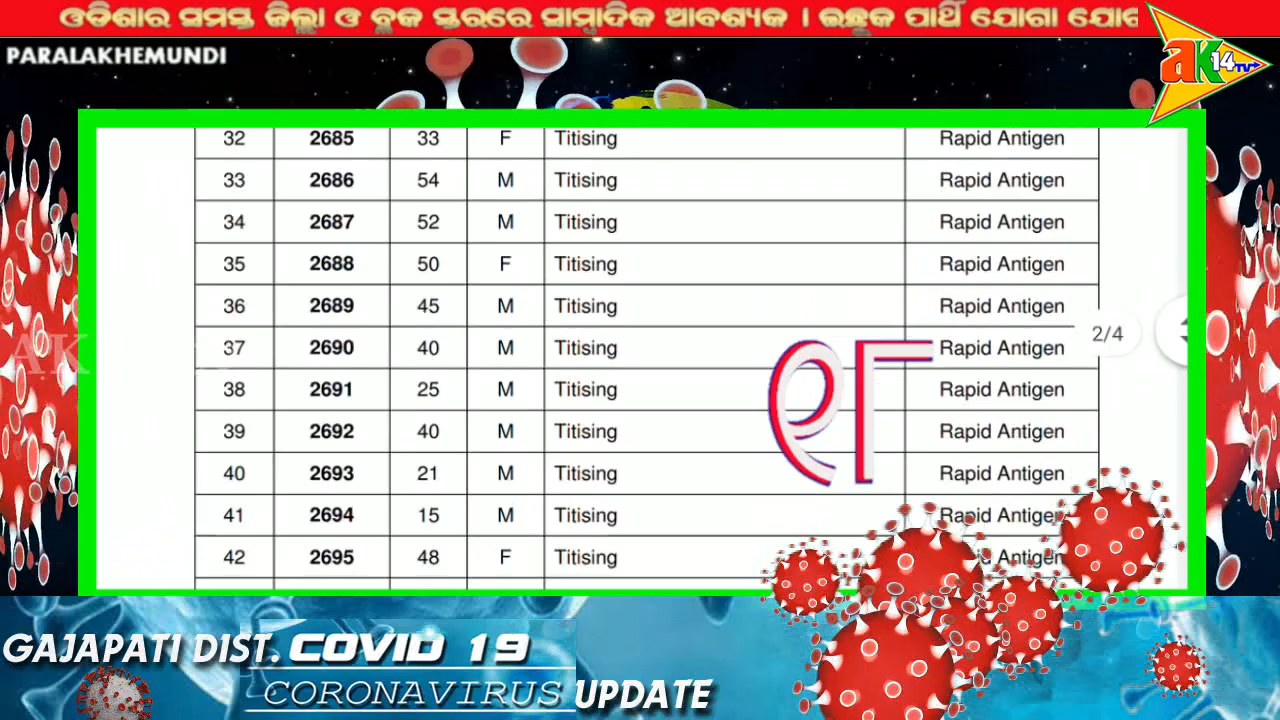 ଓଡିଶାର ସମସ୍ତ ଜିଲ୍ଲା ଓ ବ୍ଲକ ସ୍ତରରେ ସାମ୍ବାଦିକ ଆବଶ୍ୟକ । ଇଚ୍ଛୁକ ପାର୍ଥି ଯୋଗା ଯୋଗ
PARALAKHEMUNDI
aK 14 TV
32 2685 33 F Titising Rapid Antigen
33 2686 54 M Titising Rapid Antigen
34 2687 52 M Titising Rapid Antigen
35 2688 50 F Titising Rapid Antigen
36 2689 45 M Titising Rapid Antigen
2/4
37 2690 40 M Titising Rapid Antigen
38 2691 25 M Titising Rapid Antigen
39 2692 40 M Titising Rapid Antigen
40 2693 21 M Titising Rapid Antigen
41 2694 15 M Titising Rapid Antigen
42 2695 48 F Titising Antigen
GAJAPATI DIST. COVID 19
CORONAVIRUS UPDATE